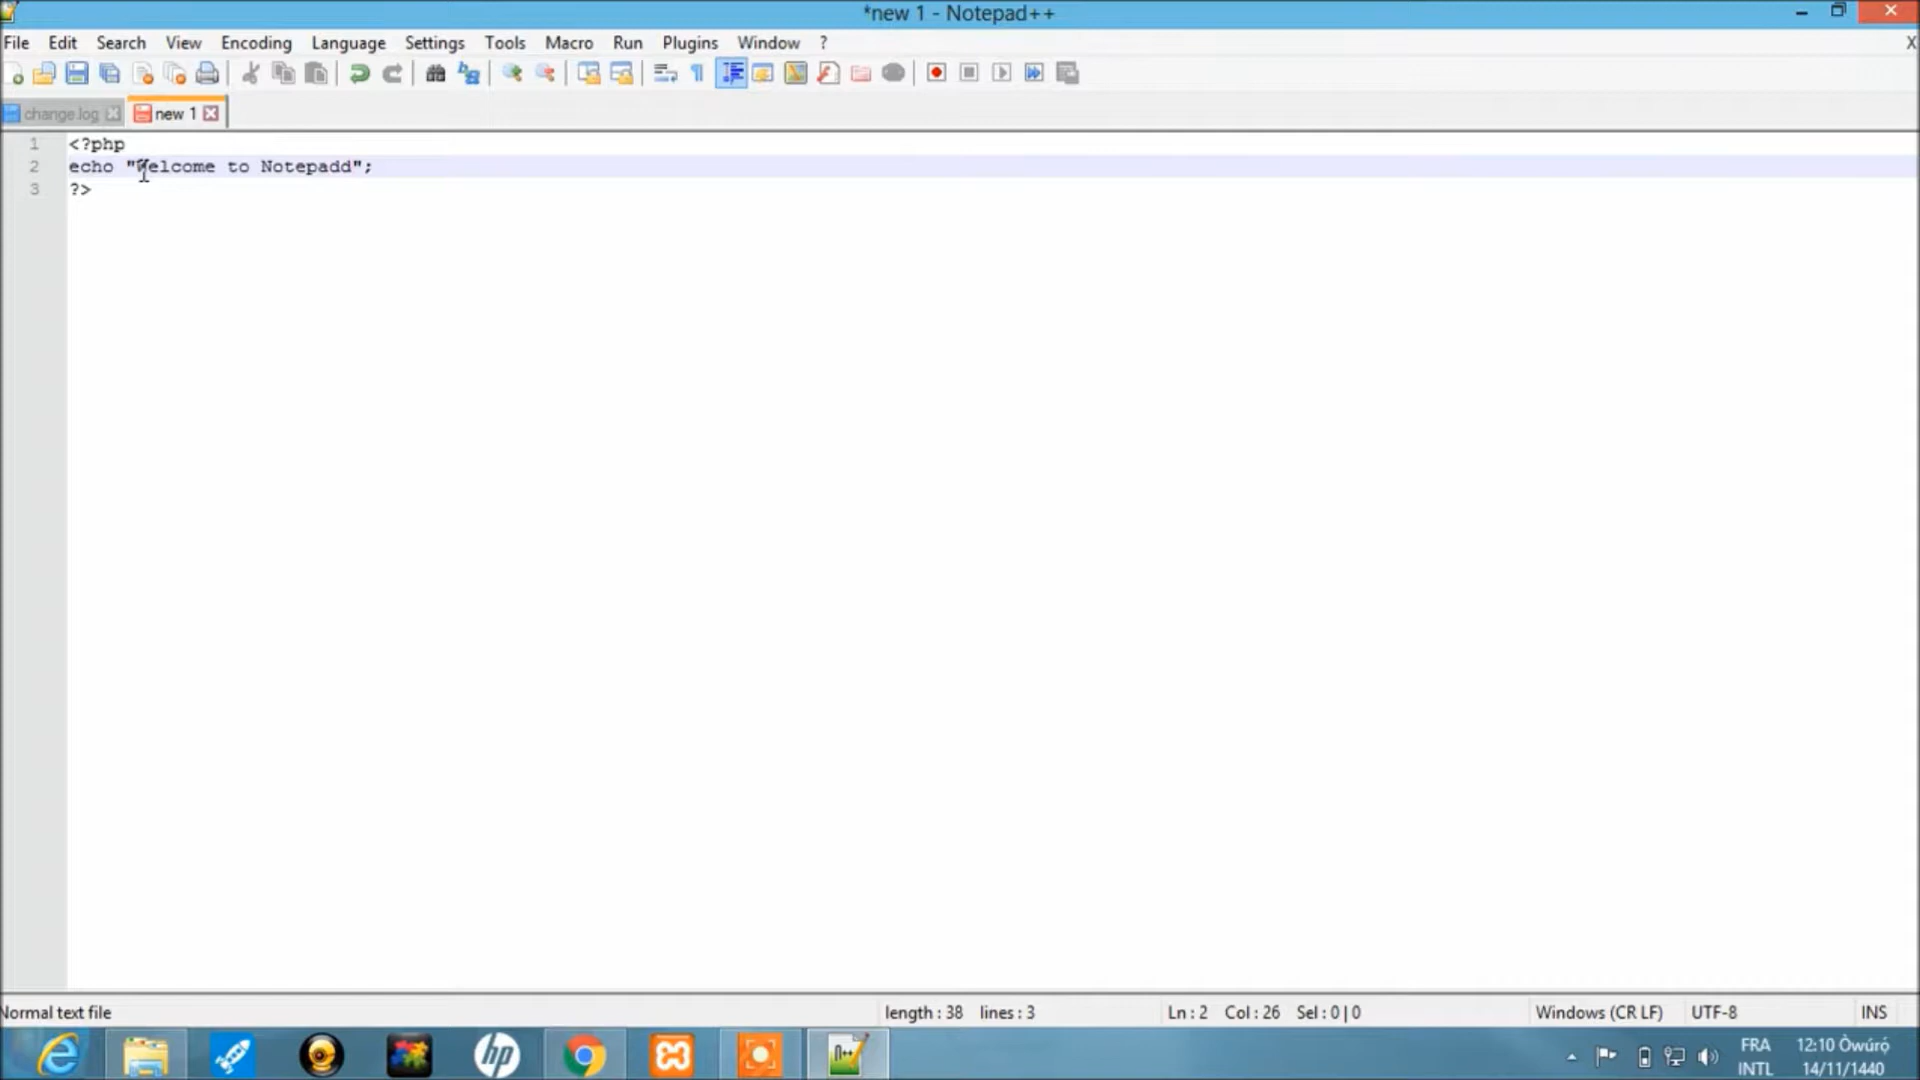 *new 1 - Notepad++
File Edit Search View Encoding Language Settings Tools Macro Run Plugins Window ? X
change.log new 1
1 <?php
2 echo "Welcome to Notepadd";
3 ?>
Normal text file length : 38 lines : 3 Ln : 2 Col : 26 Sel : 0 | 0 Windows (CR LF) UTF-8 INS
FRA 12:10 Òwúrọ́
INTL 14/11/1440